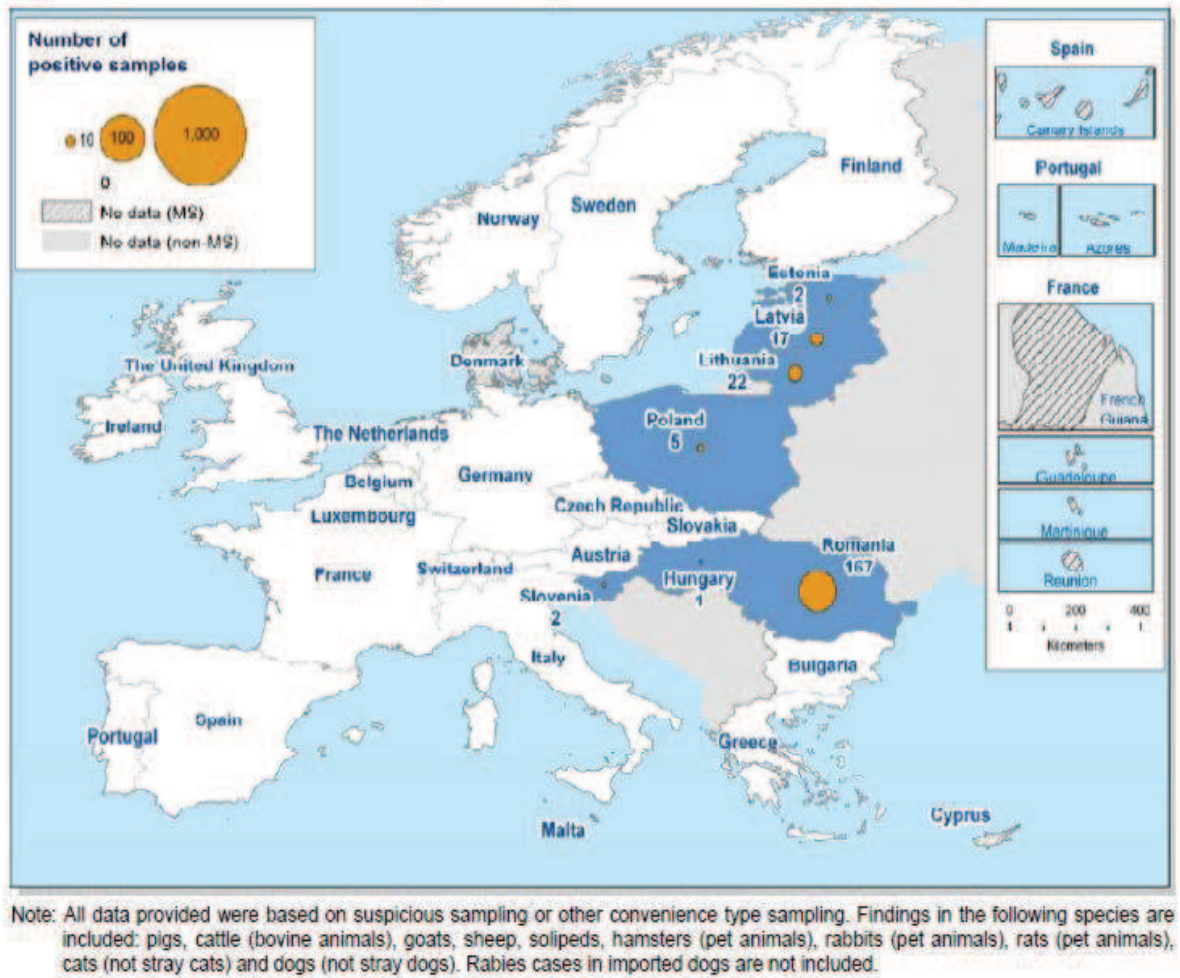 Number of
positive samples
10
100
1,000
0
No data (MS)
No data (non-MS)
Spain
Canary Islands
Portugal
Madeira
Azores
France
French
Guiana
Guadeloupe
Martinique
Reunion
0 200 400
Kilometers
Finland
Norway
Sweden
Estonia
2
Latvia
17
Lithuania
22
Denmark
The United Kingdom
Ireland
The Netherlands
Poland
5
Belgium
Germany
Czech Republic
Luxembourg
Slovakia
Austria
Romania
167
France
Switzerland
Hungary
1
Slovenia
2
Italy
Bulgaria
Spain
Portugal
Greece
Malta
Cyprus
Note: All data provided were based on suspicious sampling or other convenience type sampling. Findings in the following species are
included: pigs, cattle (bovine animals), goats, sheep, solipeds, hamsters (pet animals), rabbits (pet animals), rats (pet animals),
cats (not stray cats) and dogs (not stray dogs). Rabies cases in imported dogs are not included.